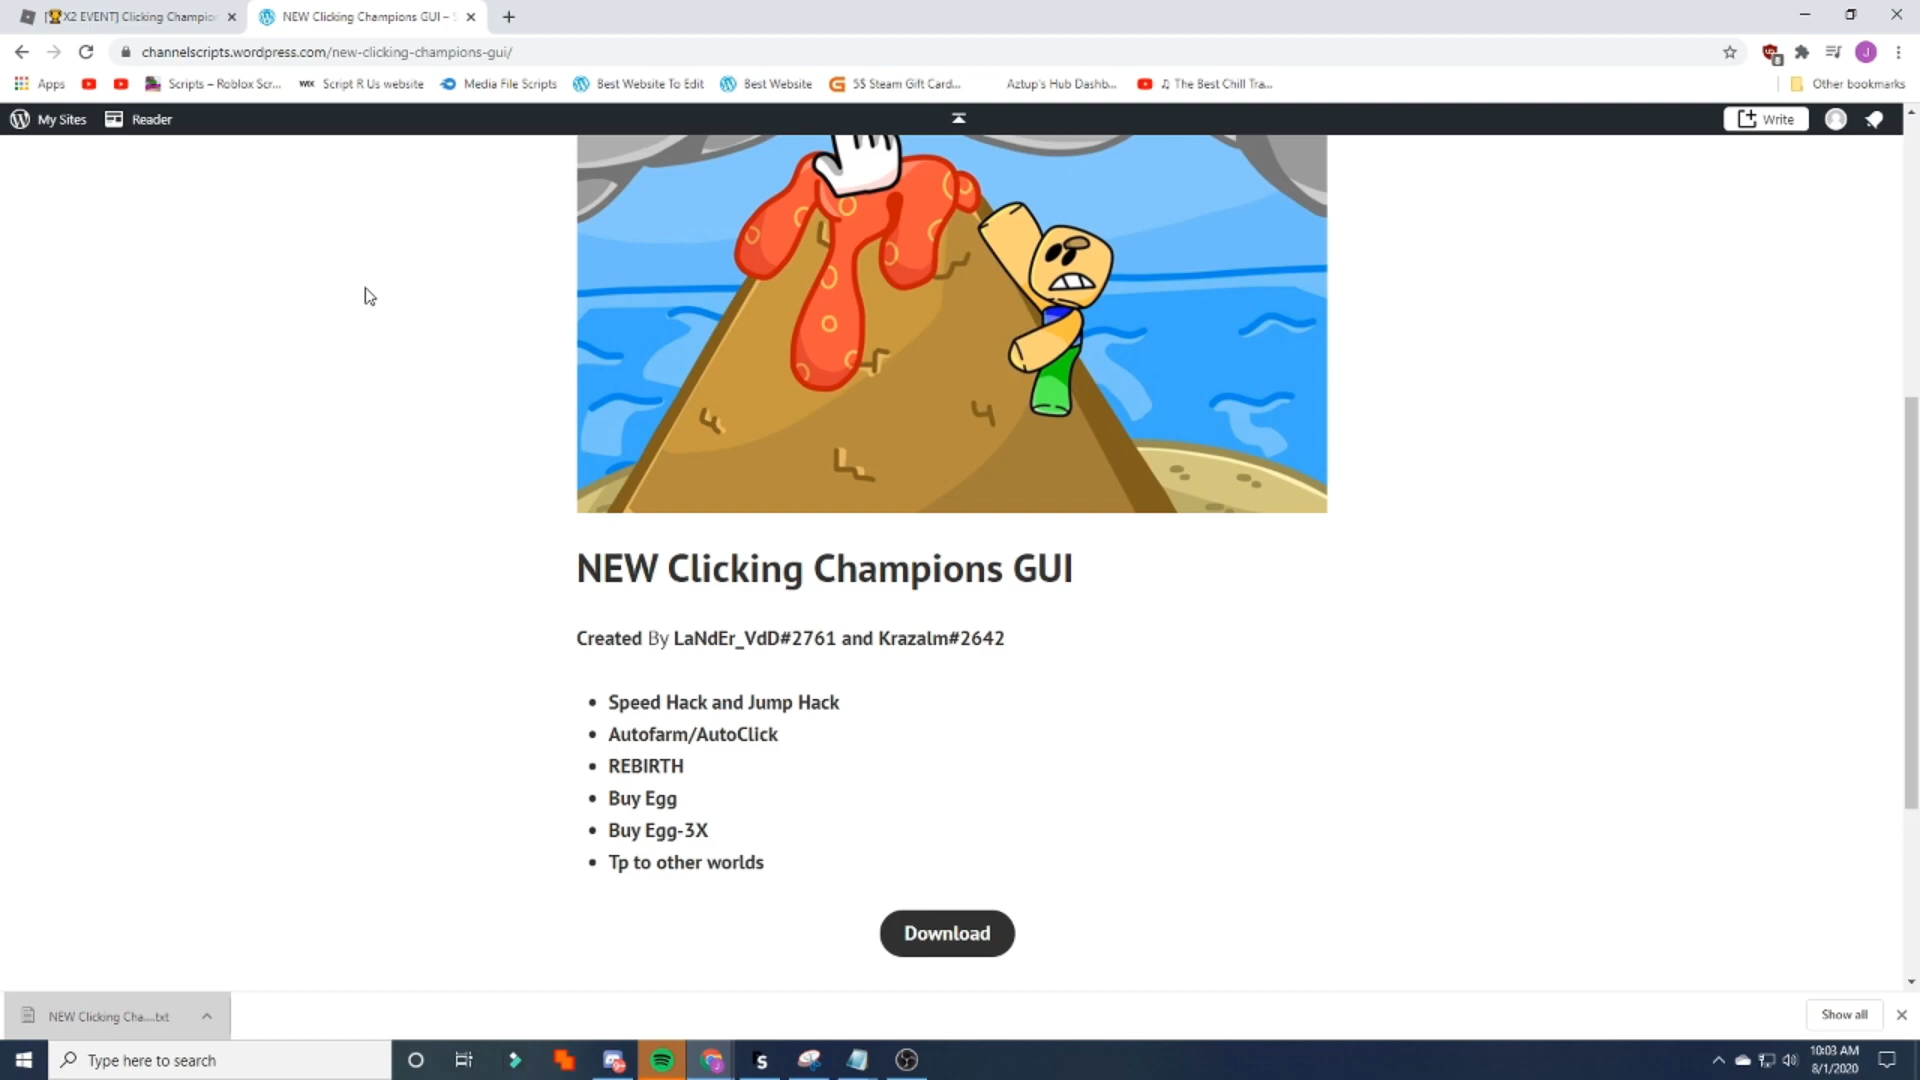 [🏆X2 EVENT] Clicking Champion
NEW Clicking Champions GUI – S
channelscripts.wordpress.com/new-clicking-champions-gui/
J
Apps
Scripts – Roblox Scr...
WIX Script R Us website
Media File Scripts
Best Website To Edit
Best Website
5$ Steam Gift Card...
Aztup's Hub Dashb...
♫ The Best Chill Tra...
Other bookmarks
My Sites
Reader
Write
NEW Clicking Champions GUI
Created By LaNdEr_VdD#2761 and Krazalm#2642
• Speed Hack and Jump Hack
• Autofarm/AutoClick
• REBIRTH
• Buy Egg
• Buy Egg-3X
• Tp to other worlds
Download
NEW Clicking Cha....txt
Show all
Type here to search
10:03 AM
8/1/2020